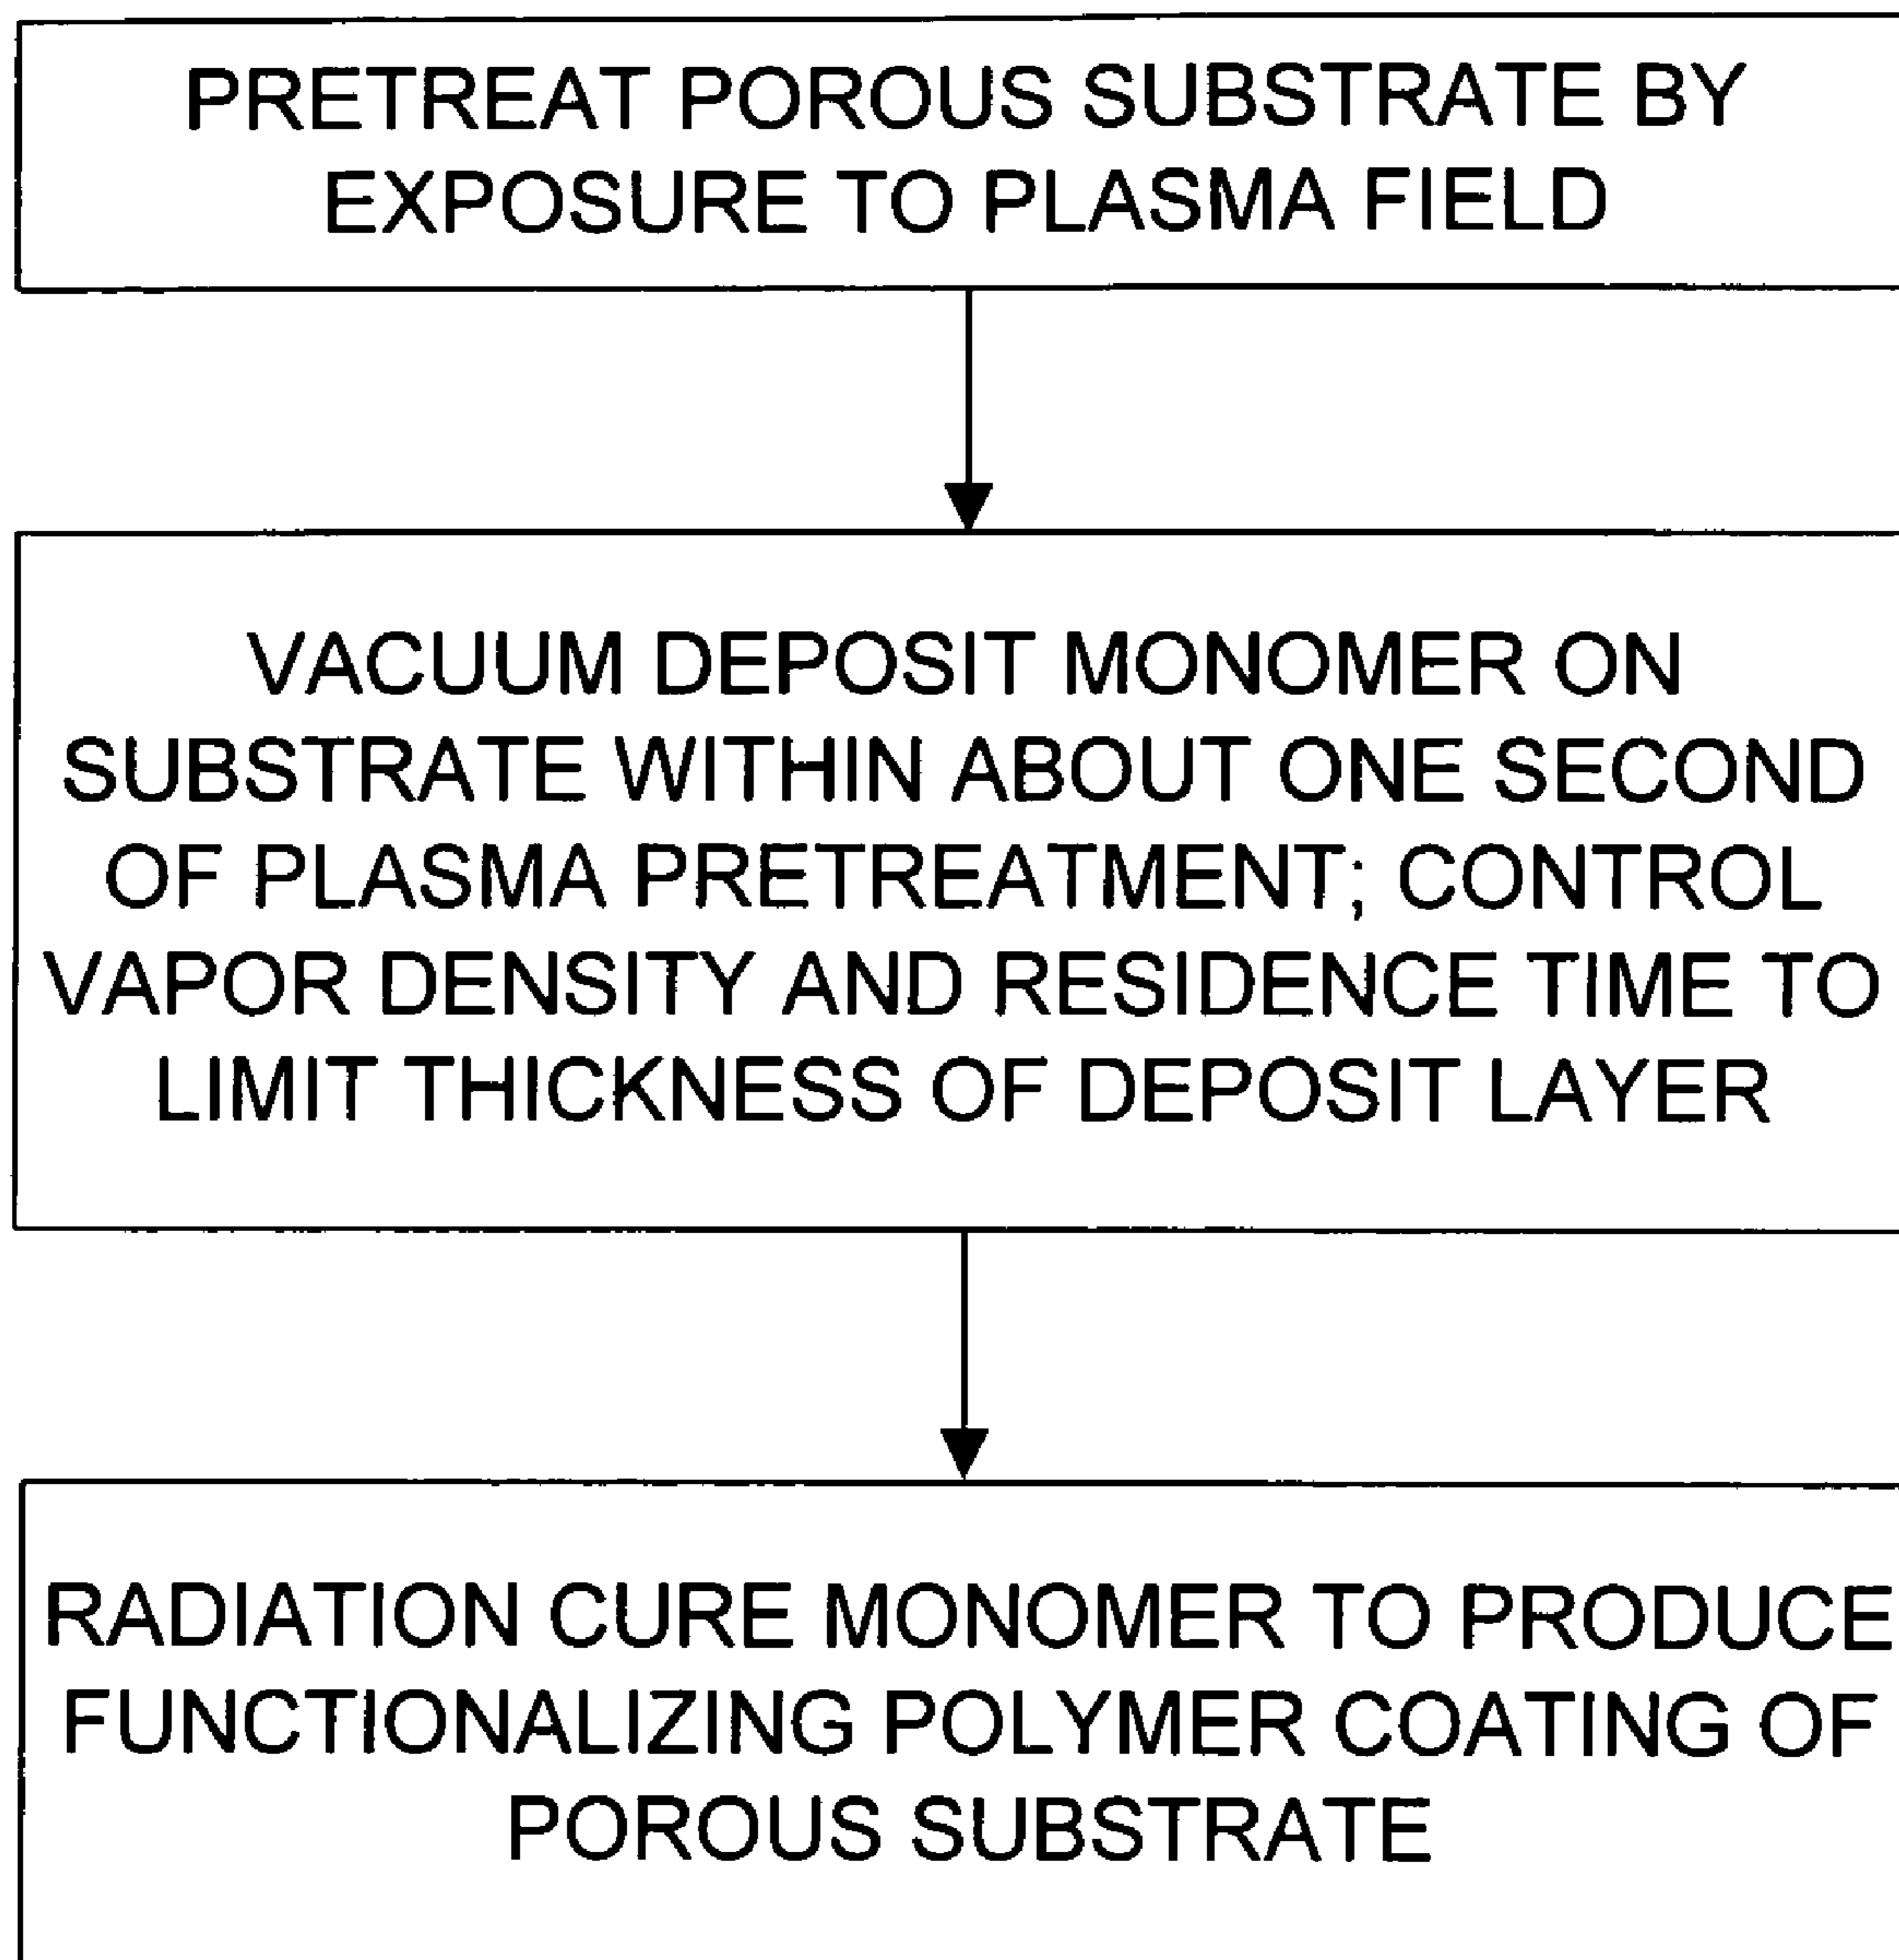 PRETREAT POROUS SUBSTRATE BY
EXPOSURE TO PLASMA FIELD
VACUUM DEPOSIT MONOMER ON
SUBSTRATE WITHIN ABOUT ONE SECOND
OF PLASMA PRETREATMENT; CONTROL
VAPOR DENSITY AND RESIDENCE TIME TO
LIMIT THICKNESS OF DEPOSIT LAYER
RADIATION CURE MONOMER TO PRODUCE
FUNCTIONALIZING POLYMER COATING OF
POROUS SUBSTRATE